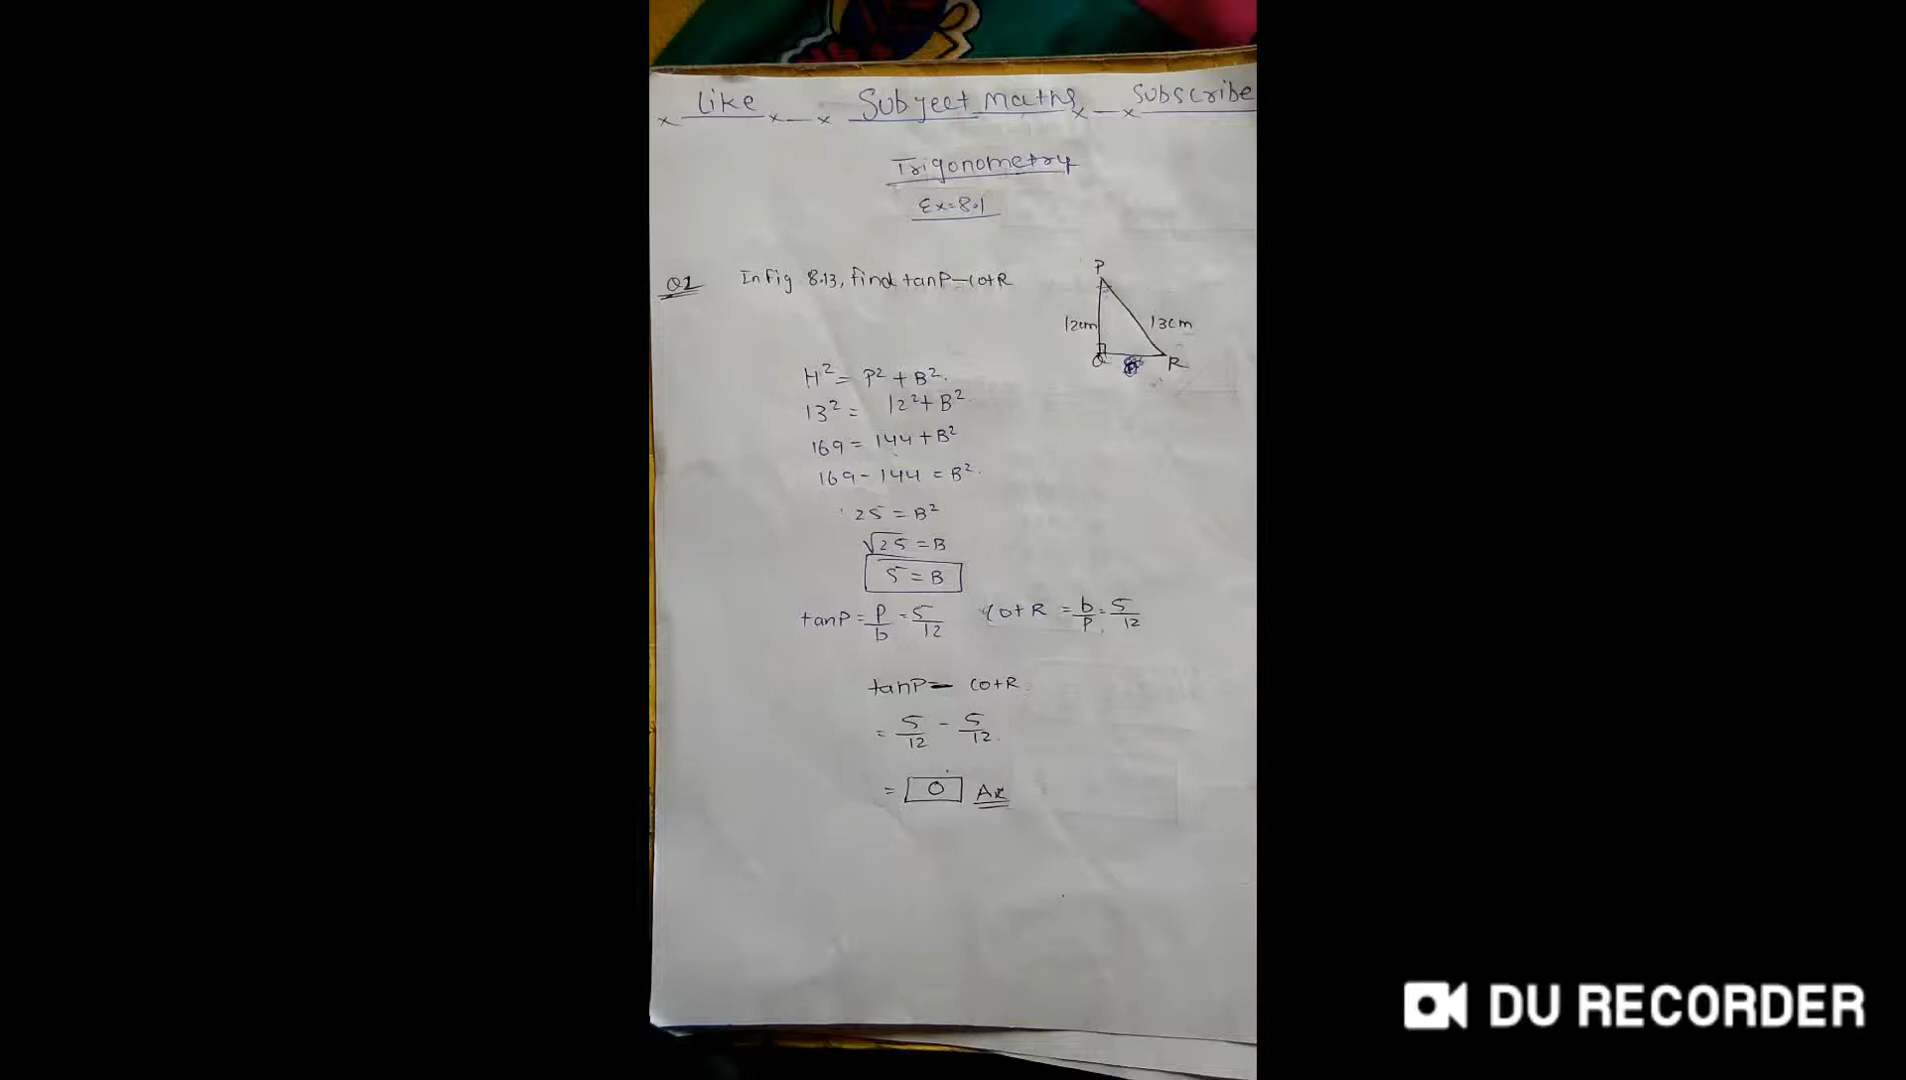 x Like x — x Subject Maths x — x Subscribe
Trigonometry
Ex = 8.1
Q2 In Fig 8.13, find tanP - cotR
P
12cm 13cm
Q R
H² = P² + B².
13² = 12² + B²
169 = 144 + B²
169 - 144 = B².
25 = B²
√25 = B
5 = B
tanP = P/b = 5/12 cotR = b/P = 5/12
tanP - cotR
= 5/12 - 5/12.
= 0
DU RECORDER